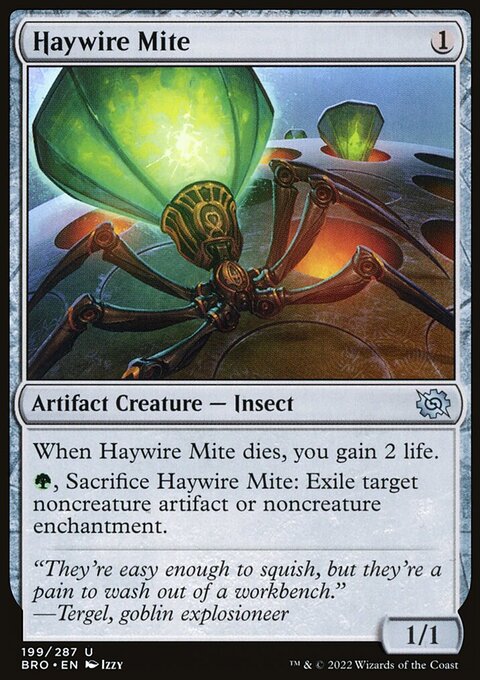 Haywire Mite 1
Artifact Creature — Insect
When Haywire Mite dies, you gain 2 life.
, Sacrifice Haywire Mite: Exile target
noncreature artifact or noncreature
enchantment.
“They’re easy enough to squish, but they’re a
pain to wash out of a workbench.”
—Tergel, goblin explosioneer
1/1
199/287 U
BRO • EN Izzy
™ & © 2022 Wizards of the Coast